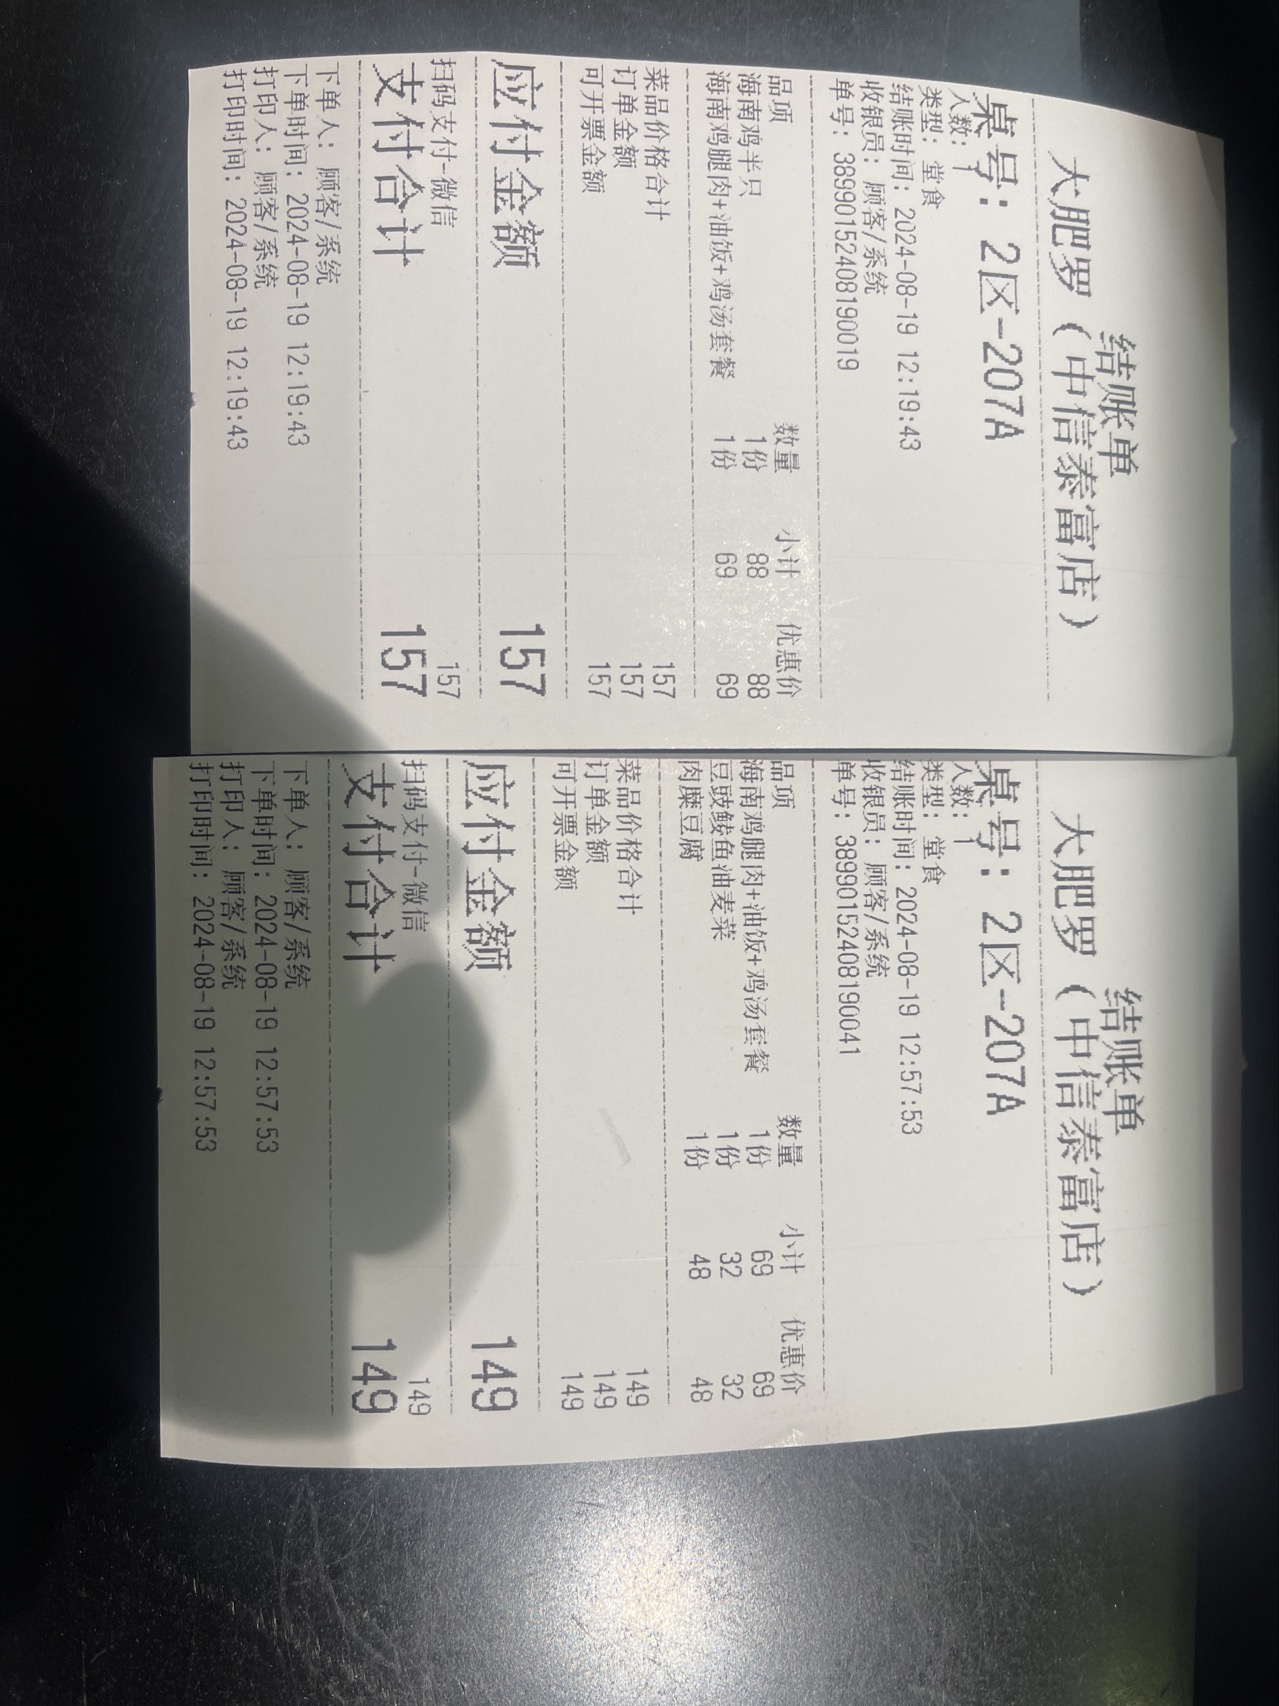 结账单
大肥罗（中信泰富店）
桌号：2区-207A
人数：1
类型：堂食
结账时间：2024-08-19 12:19:43
收银员：顾客/系统
单号：38990152408190019
品项 数量 小计 优惠价
海南鸡半只 1份 88 88
海南鸡腿肉+油饭+鸡汤套餐 1份 69 69
菜品价格合计 157
订单金额 157
可开票金额 157
应付金额 157
扫码支付-微信 157
支付合计 157
下单人：顾客/系统
下单时间：2024-08-19 12:19:43
打印人：顾客/系统
打印时间：2024-08-19 12:19:43
结账单
大肥罗（中信泰富店）
桌号：2区-207A
人数：1
类型：堂食
结账时间：2024-08-19 12:57:53
收银员：顾客/系统
单号：38990152408190041
品项 数量 小计 优惠价
海南鸡腿肉+油饭+鸡汤套餐 1份 69 69
豆豉鲮鱼油麦菜 1份 32 32
肉糜豆腐 1份 48 48
菜品价格合计 149
订单金额 149
可开票金额 149
应付金额 149
扫码支付-微信 149
支付合计 149
下单人：顾客/系统
下单时间：2024-08-19 12:57:53
打印人：顾客/系统
打印时间：2024-08-19 12:57:53